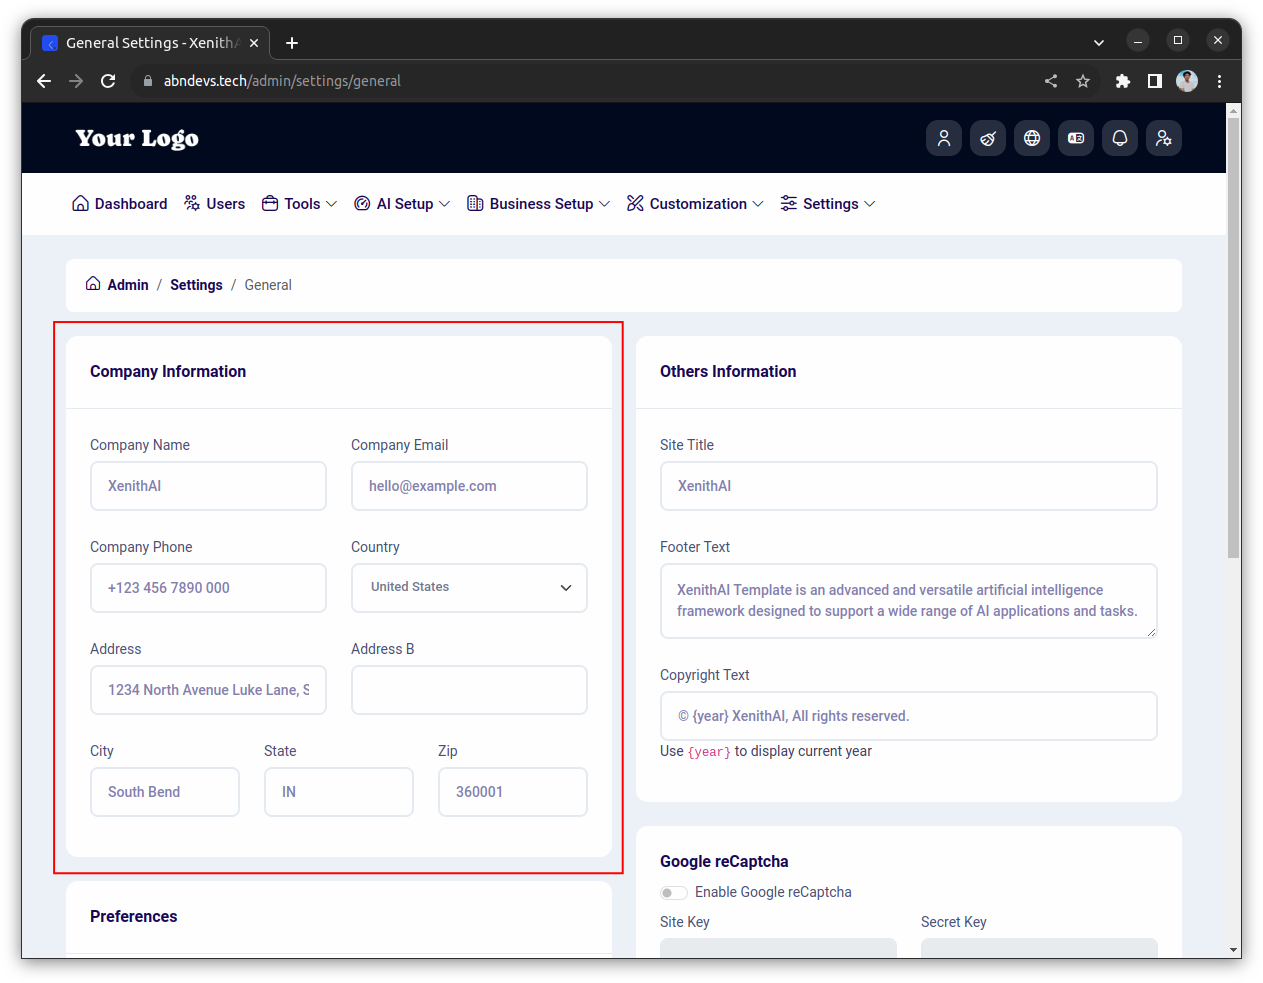 General Settings - XenithA
abndevs.tech/admin/settings/general
Your Logo
Dashboard Users Tools AI Setup Business Setup Customization Settings
Admin / Settings / General
Company Information
Company Name Company Email
XenithAI hello@example.com
Company Phone Country
+123 456 7890 000 United States
Address Address B
1234 North Avenue Luke Lane, S
City State Zip
South Bend IN 360001
Preferences
Others Information
Site Title
XenithAI
Footer Text
XenithAI Template is an advanced and versatile artificial intelligence
framework designed to support a wide range of AI applications and tasks.
Copyright Text
© {year} XenithAI, All rights reserved.
Use {year} to display current year
Google reCaptcha
Enable Google reCaptcha
Site Key Secret Key